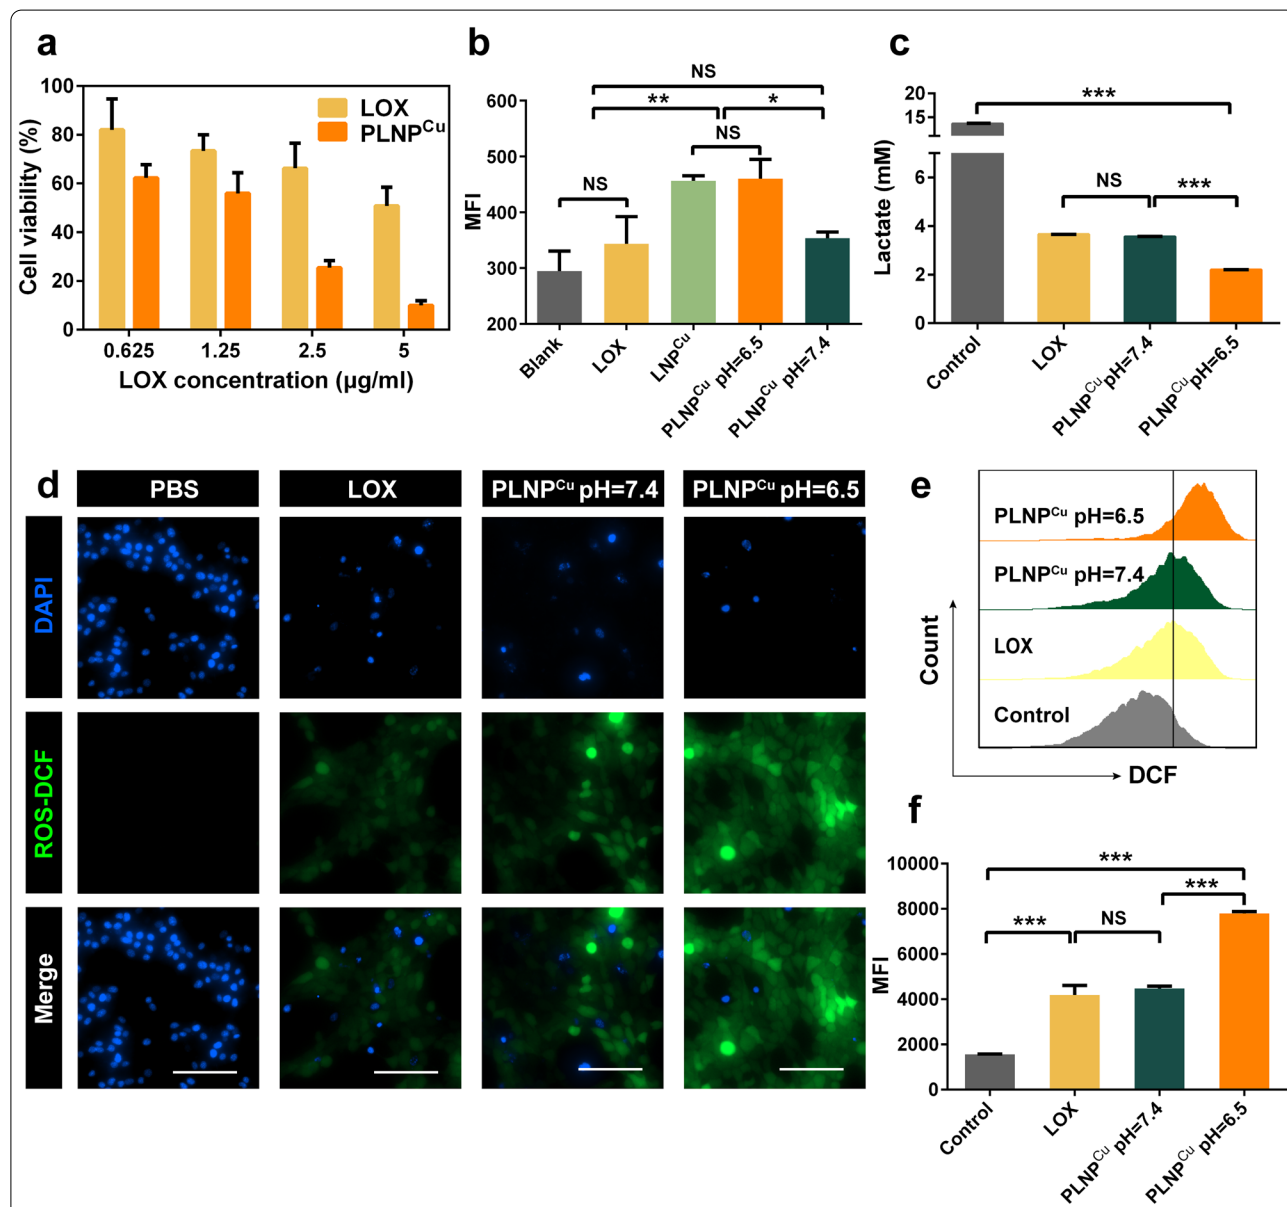 a
Cell viability (%)
100
80
60
40
20
0
LOX
PLNP^Cu
0.625 1.25 2.5 5
LOX concentration (μg/ml)
b
MFI
600
500
400
300
200
NS
** *
NS
NS
Blank
LOX
LNP^Cu
PLNP^Cu pH=6.5
PLNP^Cu pH=7.4
c
Lactate (mM)
20
15
6
4
2
0
***
NS ***
Control
LOX
PLNP^Cu pH=7.4
PLNP^Cu pH=6.5
d
PBS LOX PLNP^Cu pH=7.4 PLNP^Cu pH=6.5
DAPI
ROS-DCF
Merge
e
Count
PLNP^Cu pH=6.5
PLNP^Cu pH=7.4
LOX
Control
DCF
f
MFI
10000
8000
6000
4000
2000
0
***
***
*** NS
Control
LOX
PLNP^Cu pH=7.4
PLNP^Cu pH=6.5